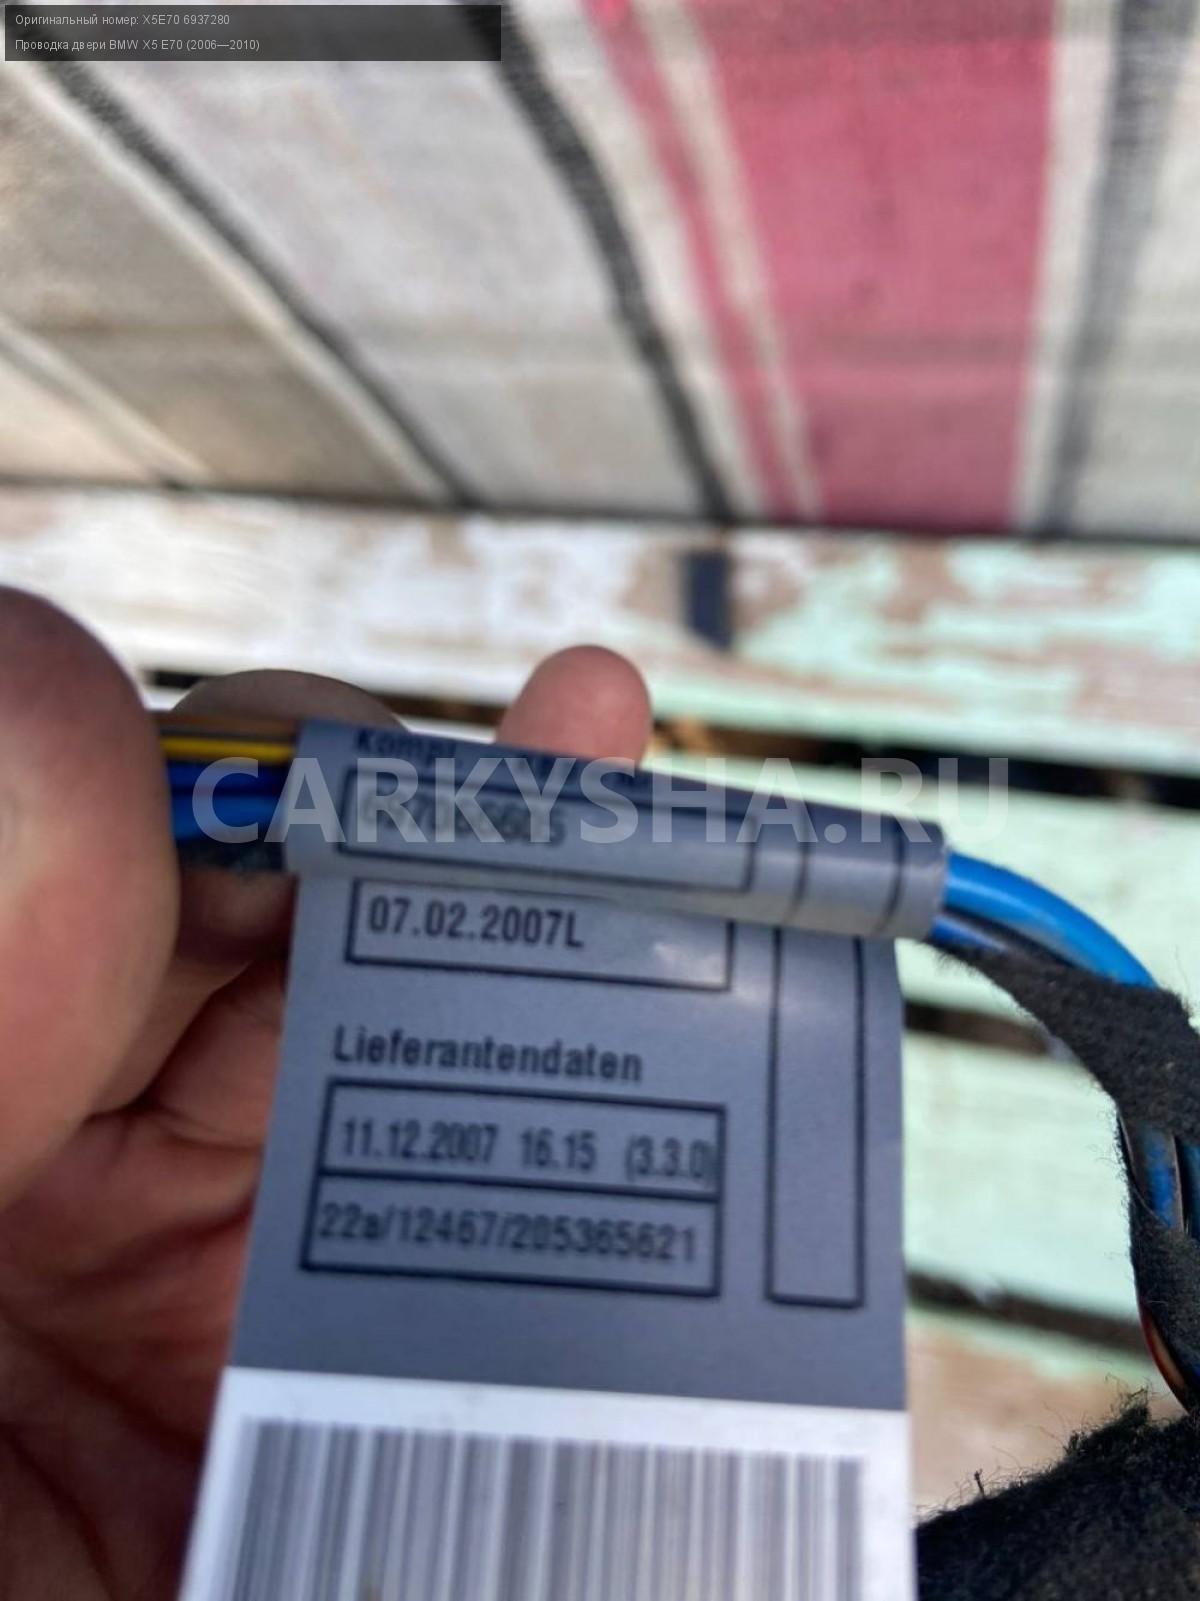 Оригинальный номер: X5E70 6937280
Проводка двери BMW X5 E70 (2006—2010)
Kompl
CARKYSHA.RU
07.02.2007L
Lieferantendaten
11.12.2007 16.15 (3.3.0)
22a/12467/205365621